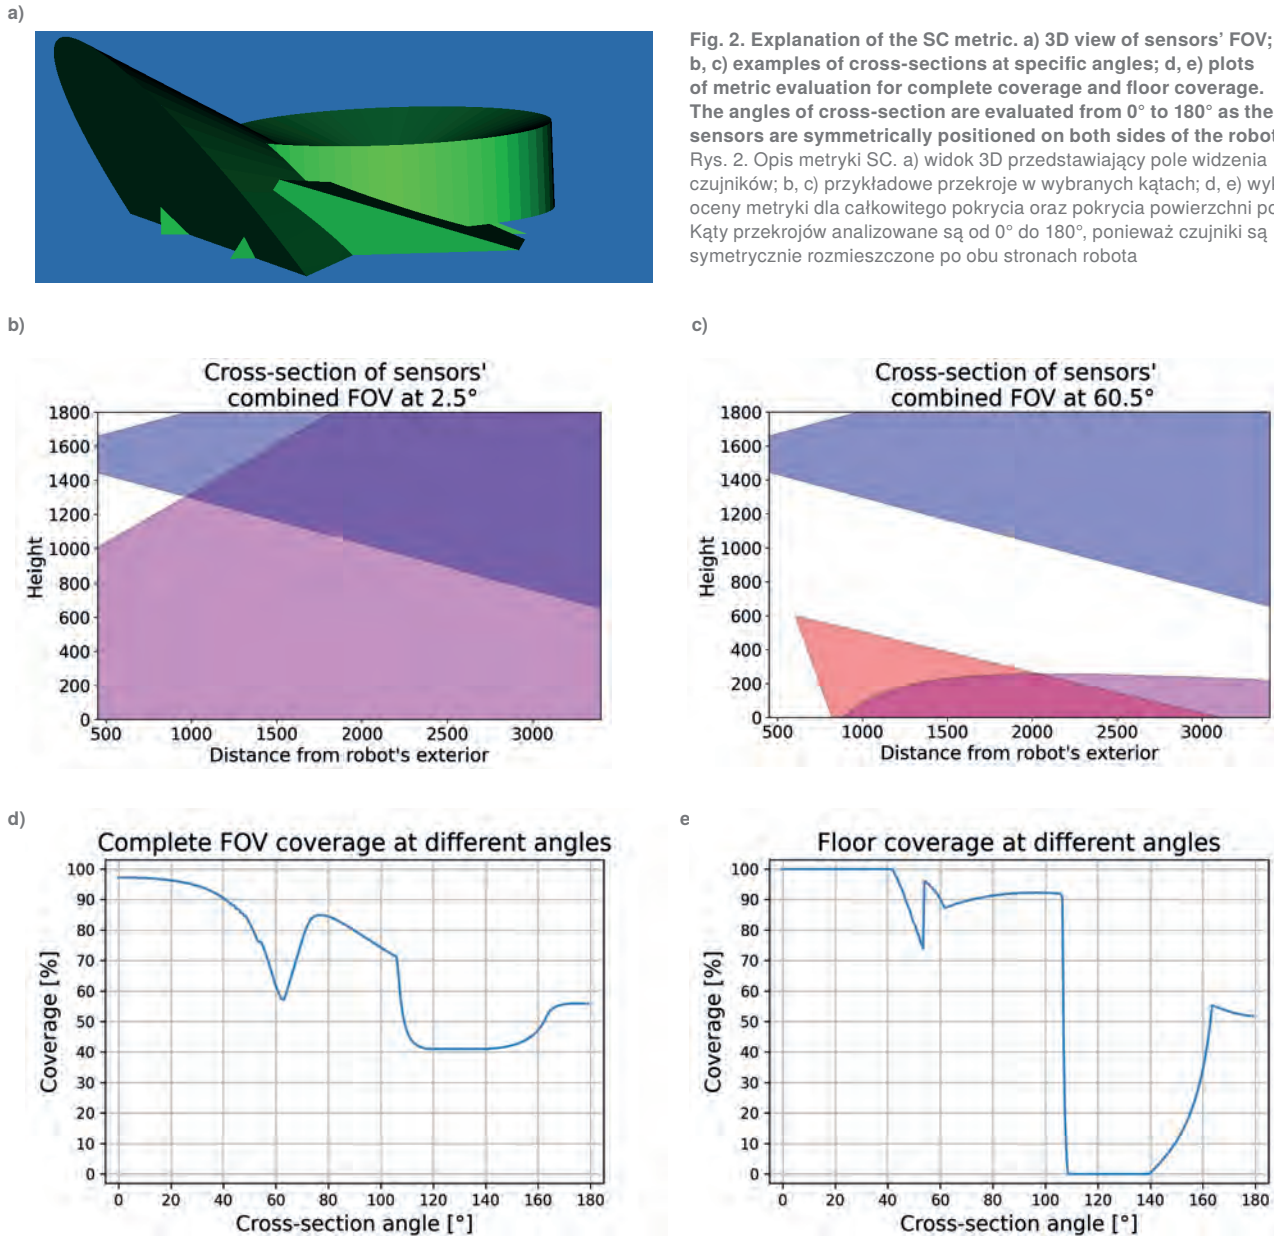 a)
Fig. 2. Explanation of the SC metric. a) 3D view of sensors' FOV;
b, c) examples of cross-sections at specific angles; d, e) plots
of metric evaluation for complete coverage and floor coverage.
The angles of cross-section are evaluated from 0° to 180° as the
sensors are symmetrically positioned on both sides of the robot
Rys. 2. Opis metryki SC. a) widok 3D przedstawiający pole widzenia
czujników; b, c) przykładowe przekroje w wybranych kątach; d, e) wyk
oceny metryki dla całkowitego pokrycia oraz pokrycia powierzchni po
Kąty przekrojów analizowane są od 0° do 180°, ponieważ czujniki są
symetrycznie rozmieszczone po obu stronach robota
b)
Cross-section of sensors'
combined FOV at 2.5°
1800
1600
1400
1200
1000
800
600
400
200
0
Height
500 1000 1500 2000 2500 3000
Distance from robot's exterior
c)
Cross-section of sensors'
combined FOV at 60.5°
1800
1600
1400
1200
1000
800
600
400
200
0
Height
500 1000 1500 2000 2500 3000
Distance from robot's exterior
d)
Complete FOV coverage at different angles
100
90
80
70
60
50
40
30
20
10
0
Coverage [%]
0 20 40 60 80 100 120 140 160 180
Cross-section angle [°]
e
Floor coverage at different angles
100
90
80
70
60
50
40
30
20
10
0
Coverage [%]
0 20 40 60 80 100 120 140 160 180
Cross-section angle [°]